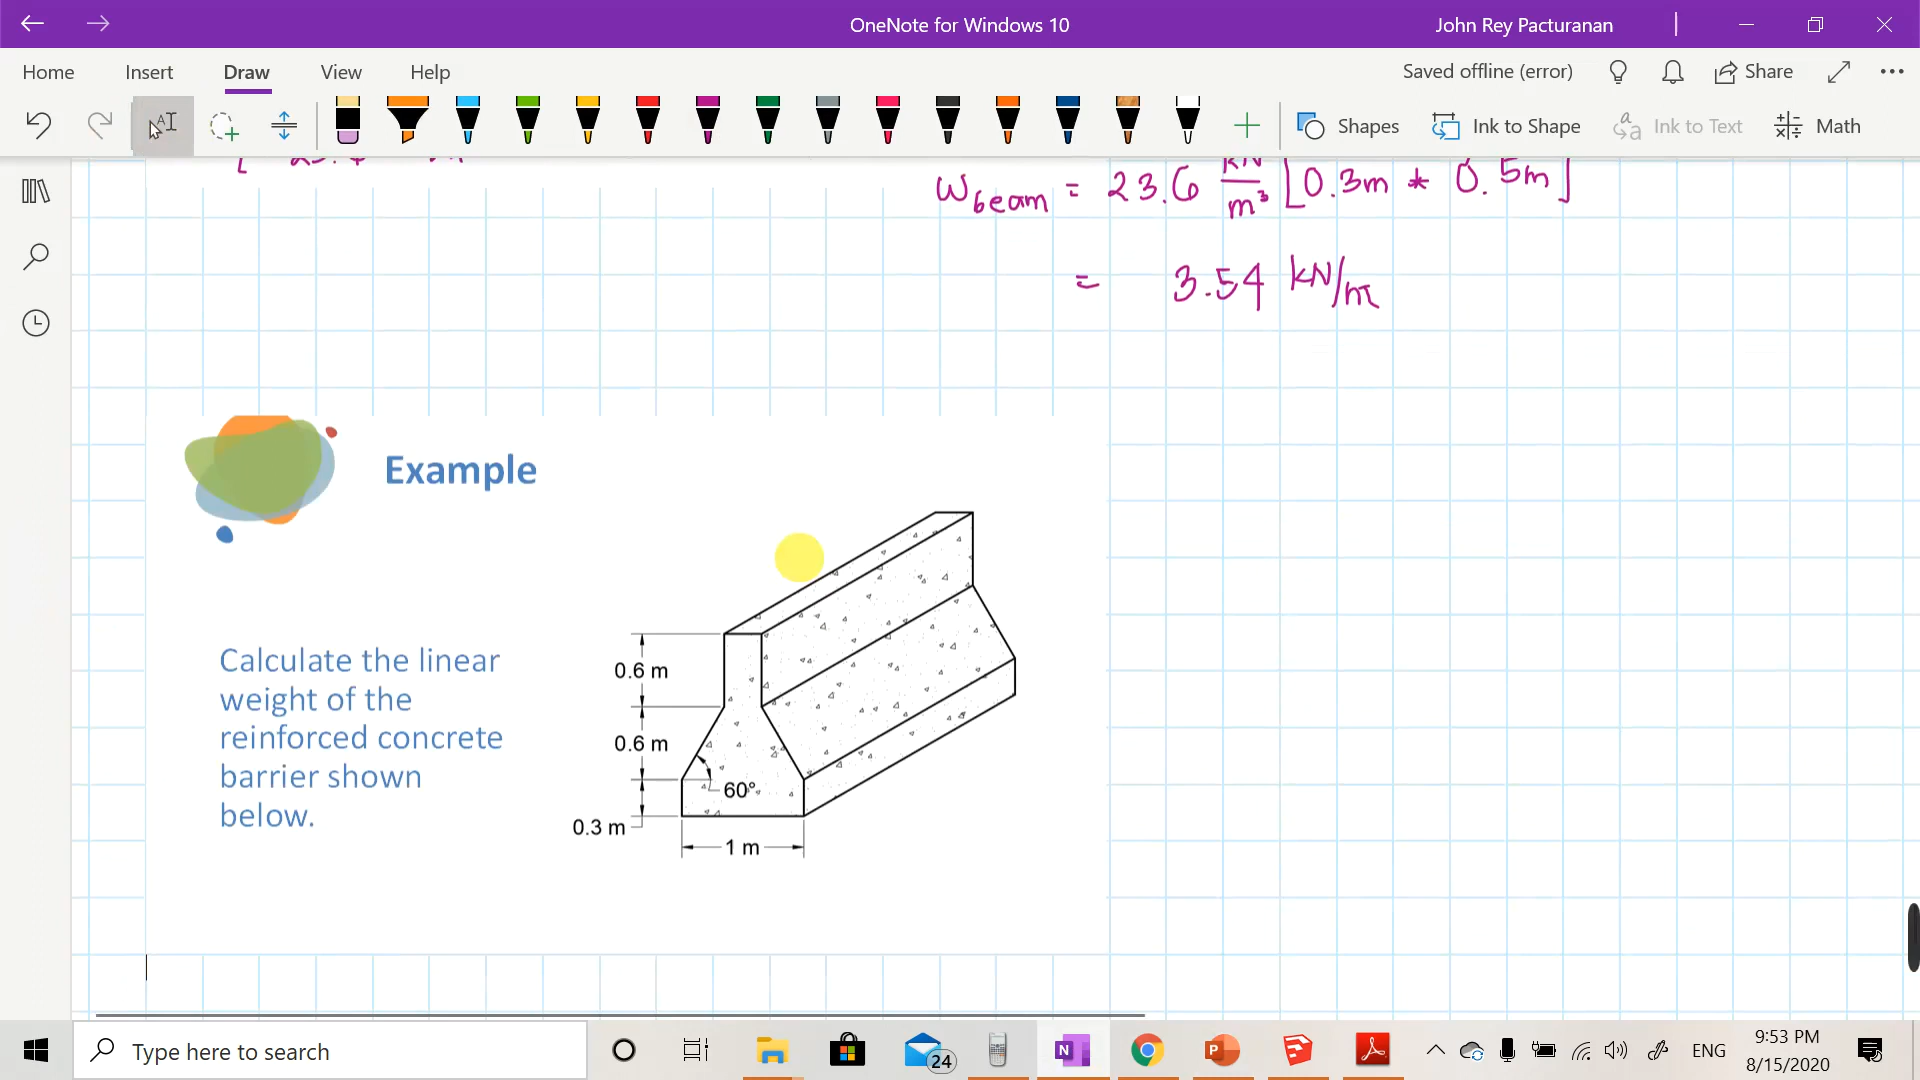 OneNote for Windows 10
John Rey Pacturanan
Home Insert Draw View Help
Saved offline (error)
Share
Shapes
Ink to Shape
Ink to Text
Math
W beam = 23.6 kN/m³ [0.3m * 0.5m]
= 3.54 kN/m
Example
Calculate the linear
weight of the
reinforced concrete
barrier shown
below.
0.6 m
0.6 m
60°
0.3 m
1 m
Type here to search
24
ENG
9:53 PM
8/15/2020